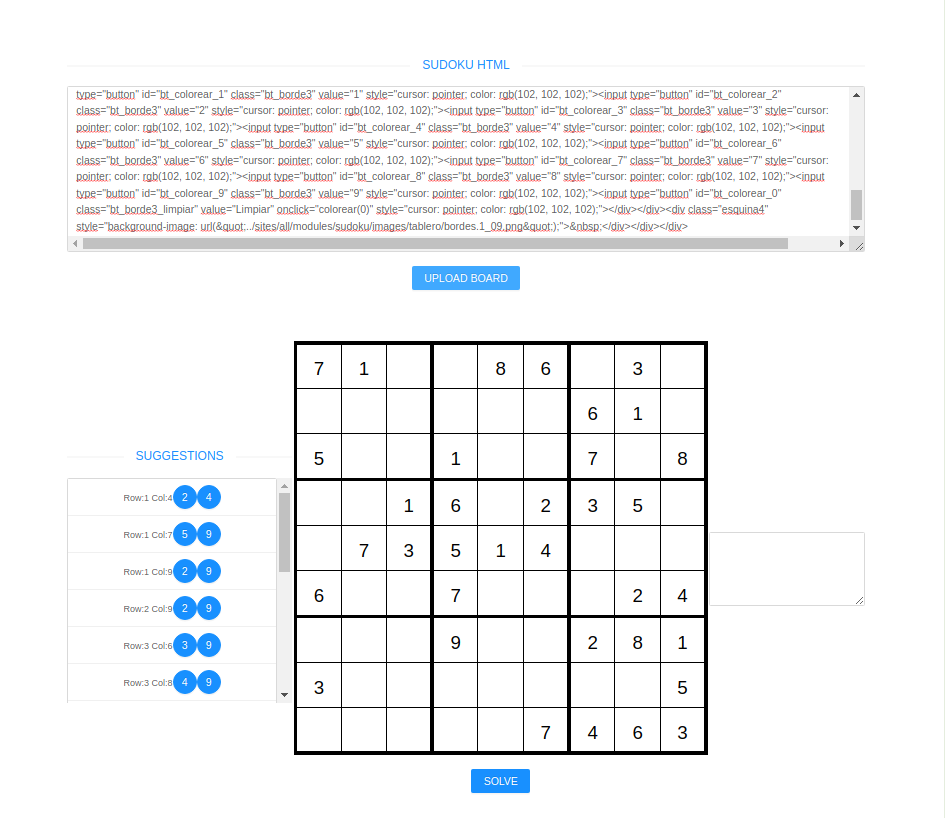 SUDOKU HTML
type="button" id="bt_colorear_1" class="bt_borde3" value="1" style="cursor: pointer; color: rgb(102, 102, 102);"><input type="button" id="bt_colorear_2"
class="bt_borde3" value="2" style="cursor: pointer; color: rgb(102, 102, 102);"><input type="button" id="bt_colorear_3" class="bt_borde3" value="3" style="cursor:
pointer; color: rgb(102, 102, 102);"><input type="button" id="bt_colorear_4" class="bt_borde3" value="4" style="cursor: pointer; color: rgb(102, 102, 102);"><input
type="button" id="bt_colorear_5" class="bt_borde3" value="5" style="cursor: pointer; color: rgb(102, 102, 102);"><input type="button" id="bt_colorear_6"
class="bt_borde3" value="6" style="cursor: pointer; color: rgb(102, 102, 102);"><input type="button" id="bt_colorear_7" class="bt_borde3" value="7" style="cursor:
pointer; color: rgb(102, 102, 102);"><input type="button" id="bt_colorear_8" class="bt_borde3" value="8" style="cursor: pointer; color: rgb(102, 102, 102);"><input
type="button" id="bt_colorear_9" class="bt_borde3" value="9" style="cursor: pointer; color: rgb(102, 102, 102);"><input type="button" id="bt_colorear_0"
class="bt_borde3_limpiar" value="Limpiar" onclick="colorear(0)" style="cursor: pointer; color: rgb(102, 102, 102);"></div></div><div class="esquina4"
style="background-image: url(&quot;../sites/all/modules/sudoku/images/tablero/bordes.1_09.png&quot;);">&nbsp;</div></div></div>
UPLOAD BOARD
SUGGESTIONS
Row:1 Col:4 2 4
Row:1 Col:7 5 9
Row:1 Col:9 2 9
Row:2 Col:9 2 9
Row:3 Col:6 3 9
Row:3 Col:8 4 9
7 1 8 6 3
6 1
5 1 7 8
1 6 2 3 5
7 3 5 1 4
6 7 2 4
9 2 8 1
3 5
7 4 6 3
SOLVE